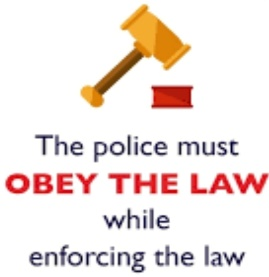 The police must
OBEY THE LAW
while
enforcing the law